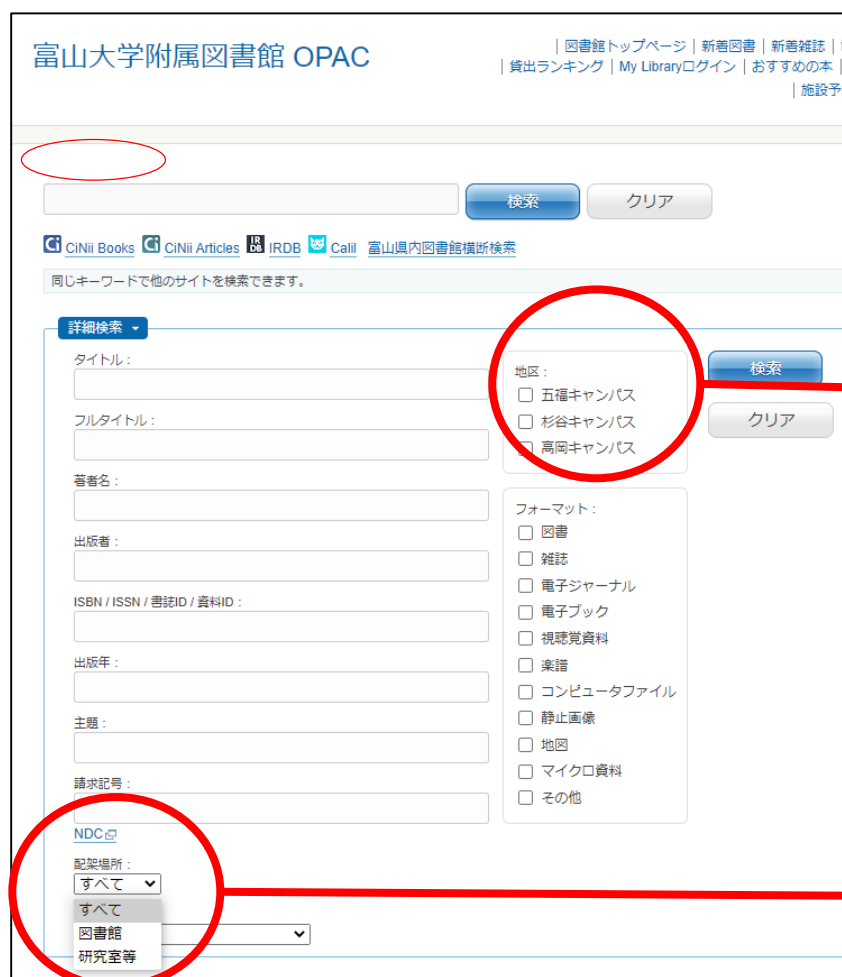 富山大学附属図書館 OPAC
｜図書館トップページ｜新着図書｜新着雑誌｜
｜貸出ランキング｜My Libraryログイン｜おすすめの本｜
｜施設予
検索
クリア
CiNii Books CiNii Articles IRDB Calil 富山県内図書館横断検索
同じキーワードで他のサイトを検索できます。
詳細検索
タイトル :
フルタイトル :
著者名 :
出版者 :
ISBN / ISSN / 書誌ID / 資料ID :
出版年 :
主題 :
請求記号 :
NDC
配架場所 :
すべて
すべて
図書館
研究室等
地区 :
五福キャンパス
杉谷キャンパス
高岡キャンパス
フォーマット :
図書
雑誌
電子ジャーナル
電子ブック
視聴覚資料
楽譜
コンピュータファイル
静止画像
地図
マイクロ資料
その他
検索
クリア